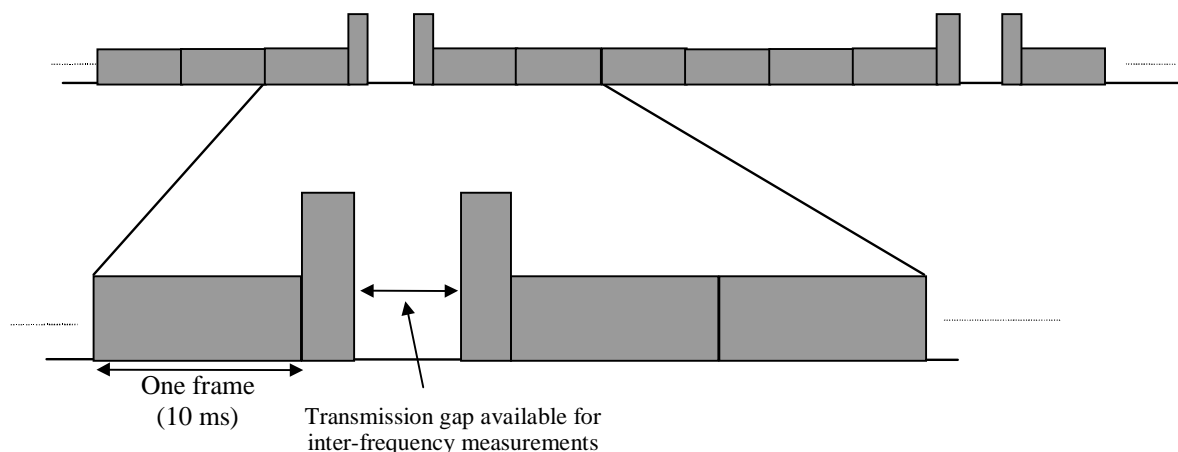 One frame
(10 ms)
Transmission gap available for
inter-frequency measurements